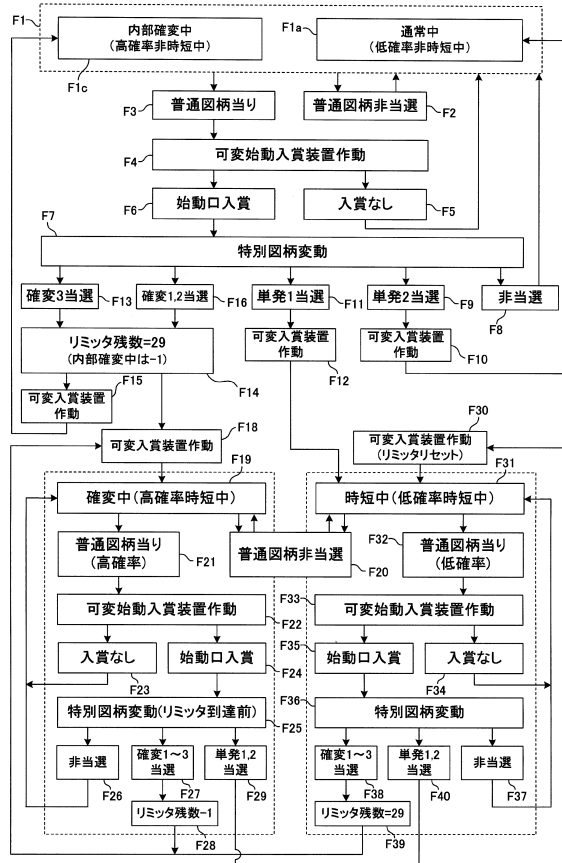 F1
内部確変中
(高確率非時短中)
F1c
F1a
通常中
(低確率非時短中)
F3
普通図柄当り
普通図柄非当選
F2
F4
可変始動入賞装置作動
F6
始動口入賞
入賞なし
F5
F7
特別図柄変動
確変3当選
F13
確変1,2当選
F16
単発1当選
F11
単発2当選
F9
非当選
F8
リミッタ残数=29
(内部確変中は-1)
F14
可変入賞装置
作動
F12
可変入賞装置
作動
F10
F15
可変入賞装置
作動
可変入賞装置作動
F18
F30
可変入賞装置作動
(リミッタリセット)
F19
確変中(高確率時短中)
F31
時短中(低確率時短中)
普通図柄当り
(高確率)
F21
普通図柄非当選
F20
F32
普通図柄当り
(低確率)
可変始動入賞装置作動
F22
F33
可変始動入賞装置作動
入賞なし
F23
始動口入賞
F24
F35
始動口入賞
入賞なし
F34
特別図柄変動(リミッタ到達前)
F25
F36
特別図柄変動
非当選
F26
確変1〜3
当選
F27
単発1,2
当選
F29
確変1〜3
当選
F38
単発1,2
当選
F40
非当選
F37
リミッタ残数-1
F28
リミッタ残数=29
F39